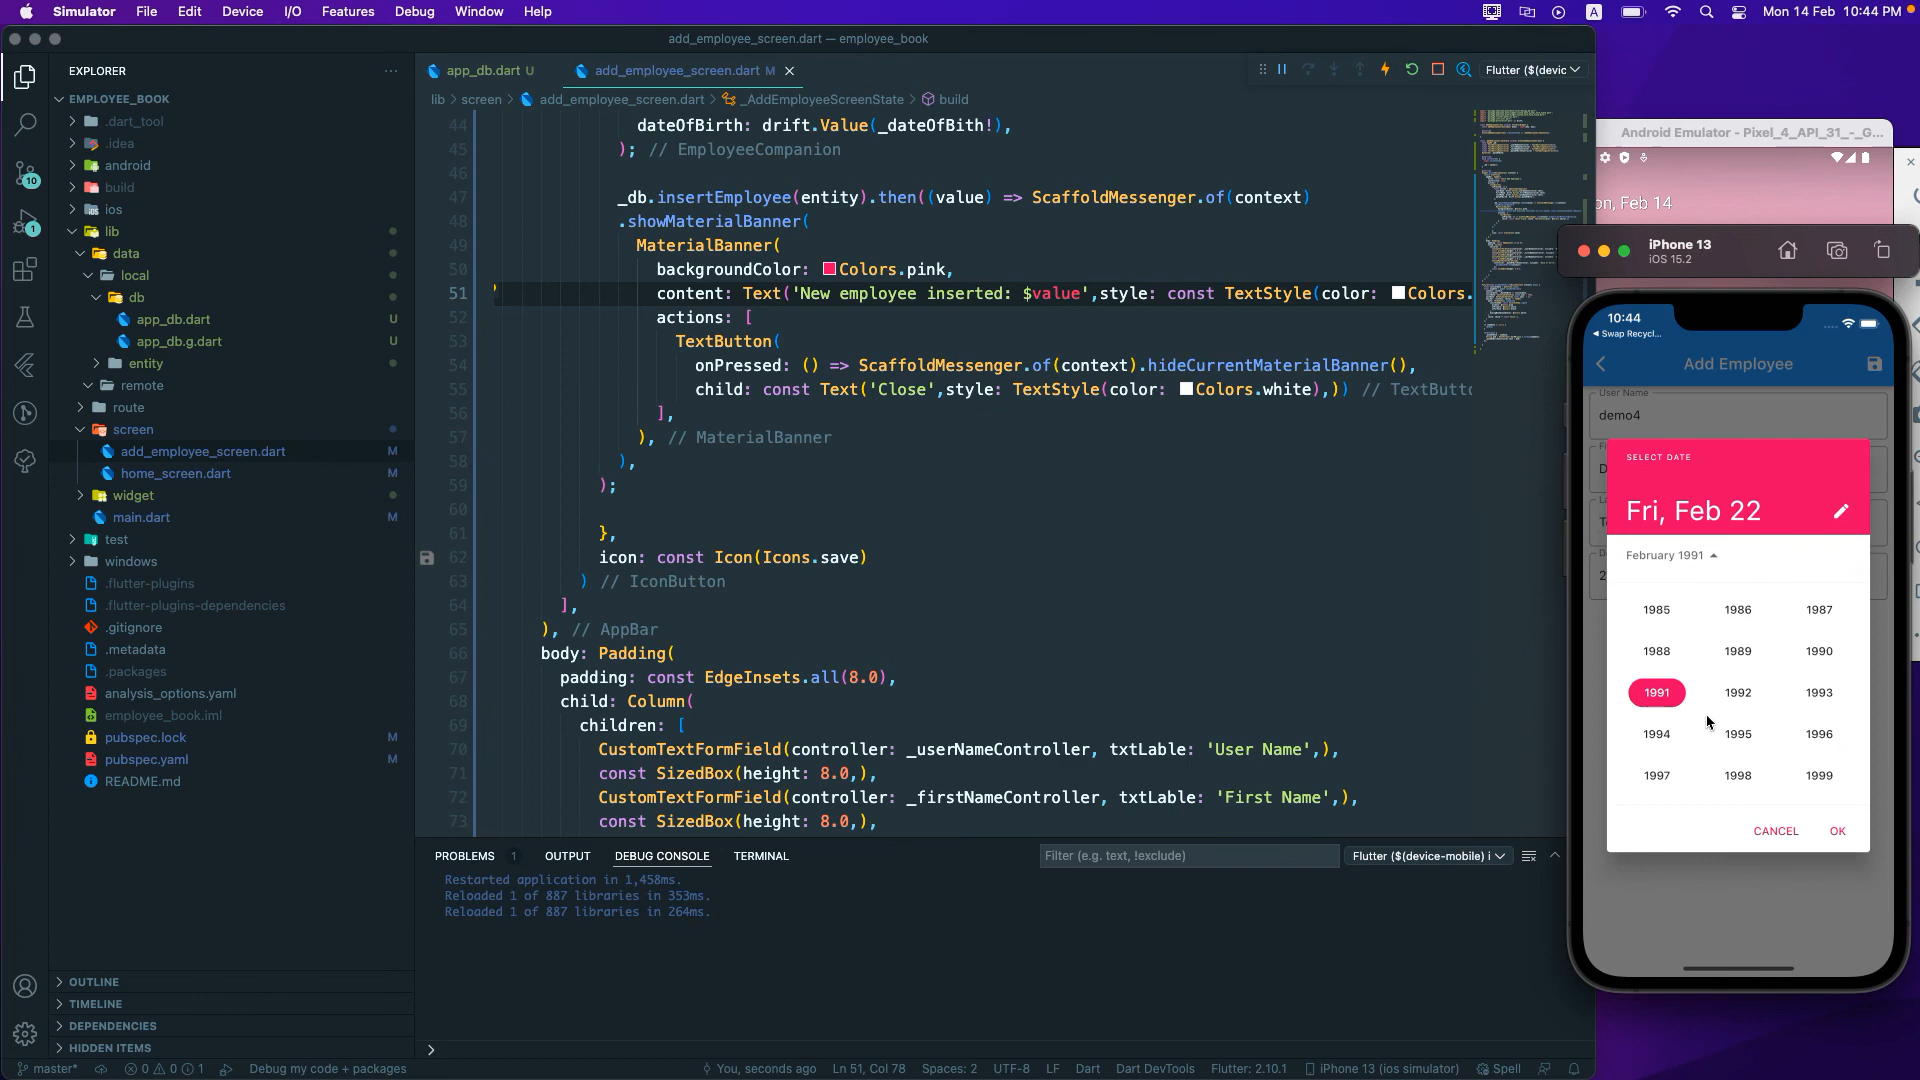 Simulator File Edit Device I/O Features Debug Window Help
A
Mon 14 Feb 10:44 PM
add_employee_screen.dart — employee_book
EXPLORER
EMPLOYEE_BOOK
.dart_tool
.idea
android
build
ios
lib
data
local
db
app_db.dart U
app_db.g.dart U
entity
remote
route
screen
add_employee_screen.dart M
home_screen.dart M
widget
main.dart M
test
windows
.flutter-plugins
.flutter-plugins-dependencies
.gitignore
.metadata
.packages
analysis_options.yaml
employee_book.iml
pubspec.lock M
pubspec.yaml M
README.md
OUTLINE
TIMELINE
DEPENDENCIES
HIDDEN ITEMS
10
1
app_db.dart U
add_employee_screen.dart M
Flutter ($(devic
lib > screen > add_employee_screen.dart > _AddEmployeeScreenState > build
44 dateOfBirth: drift.Value(_dateOfBith!),
45 ); // EmployeeCompanion
46
47 _db.insertEmployee(entity).then((value) => ScaffoldMessenger.of(context)
48 .showMaterialBanner(
49 MaterialBanner(
50 backgroundColor: Colors.pink,
51 content: Text('New employee inserted: $value',style: const TextStyle(color: Colors.
52 actions: [
53 TextButton(
54 onPressed: () => ScaffoldMessenger.of(context).hideCurrentMaterialBanner(),
55 child: const Text('Close',style: TextStyle(color: Colors.white),)) // TextButto
56 ],
57 ), // MaterialBanner
58 ),
59 );
60
61 },
62 icon: const Icon(Icons.save)
63 ) // IconButton
64 ],
65 ), // AppBar
66 body: Padding(
67 padding: const EdgeInsets.all(8.0),
68 child: Column(
69 children: [
70 CustomTextFormField(controller: _userNameController, txtLable: 'User Name',),
71 const SizedBox(height: 8.0,),
72 CustomTextFormField(controller: _firstNameController, txtLable: 'First Name',),
73 const SizedBox(height: 8.0,),
PROBLEMS 1 OUTPUT DEBUG CONSOLE TERMINAL
Filter (e.g. text, !exclude)
Flutter ($(device-mobile) i
Restarted application in 1,458ms.
Reloaded 1 of 887 libraries in 353ms.
Reloaded 1 of 887 libraries in 264ms.
master* 0 0 1 Debug my code + packages
You, seconds ago Ln 51, Col 78 Spaces: 2 UTF-8 LF Dart Dart DevTools Flutter: 2.10.1 iPhone 13 (ios simulator) Spell
Android Emulator - Pixel_4_API_31_-_G...
on, Feb 14
iPhone 13
iOS 15.2
10:44
Swap Recycl...
Add Employee
User Name
demo4
SELECT DATE
Fri, Feb 22
February 1991
1985 1986 1987
1988 1989 1990
1991 1992 1993
1994 1995 1996
1997 1998 1999
CANCEL OK